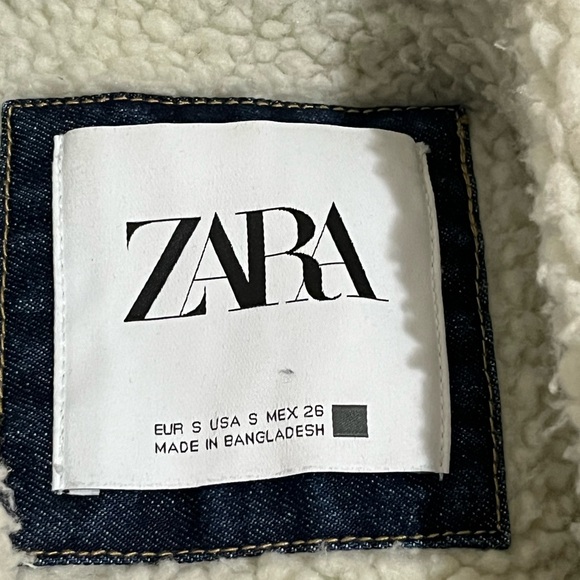 ZARA
EUR S USA S MEX 26
MADE IN BANGLADESH